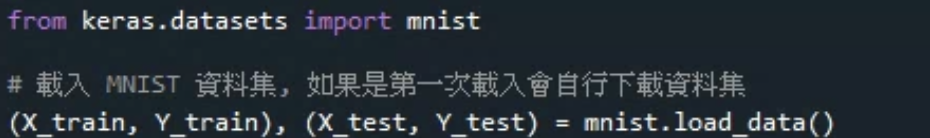 from keras.datasets import mnist
# 載入 MNIST 資料集, 如果是第一次載入會自行下載資料集
(X_train, Y_train), (X_test, Y_test) = mnist.load_data()